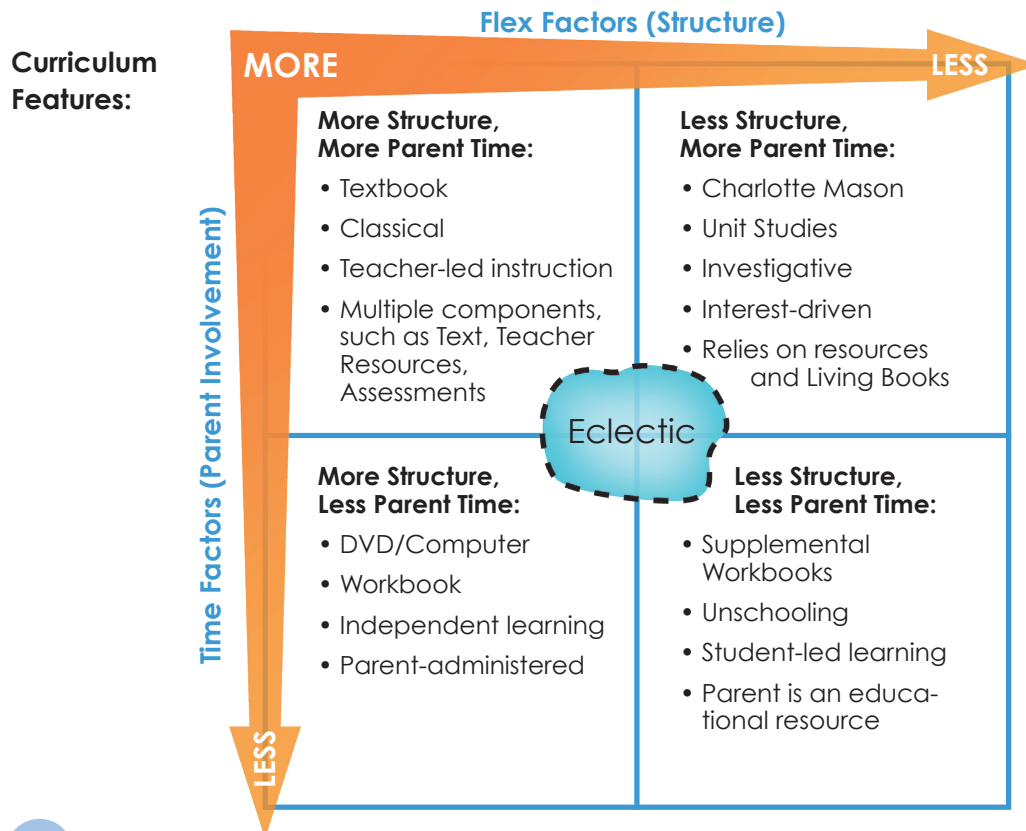 Flex Factors (Structure)
Curriculum
Features:
MORE
LESS
Time Factors (Parent Involvement)
LESS
More Structure,
More Parent Time:
• Textbook
• Classical
• Teacher-led instruction
• Multiple components,
such as Text, Teacher
Resources,
Assessments
Less Structure,
More Parent Time:
• Charlotte Mason
• Unit Studies
• Investigative
• Interest-driven
• Relies on resources
and Living Books
Eclectic
More Structure,
Less Parent Time:
• DVD/Computer
• Workbook
• Independent learning
• Parent-administered
Less Structure,
Less Parent Time:
• Supplemental
Workbooks
• Unschooling
• Student-led learning
• Parent is an educa-
tional resource